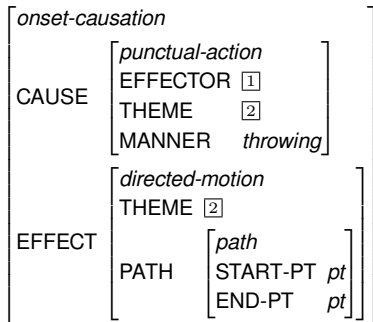 onset-causation
CAUSE
punctual-action
EFFECTOR 1
THEME 2
MANNER throwing
EFFECT
directed-motion
THEME 2
PATH
path
START-PT pt
END-PT pt